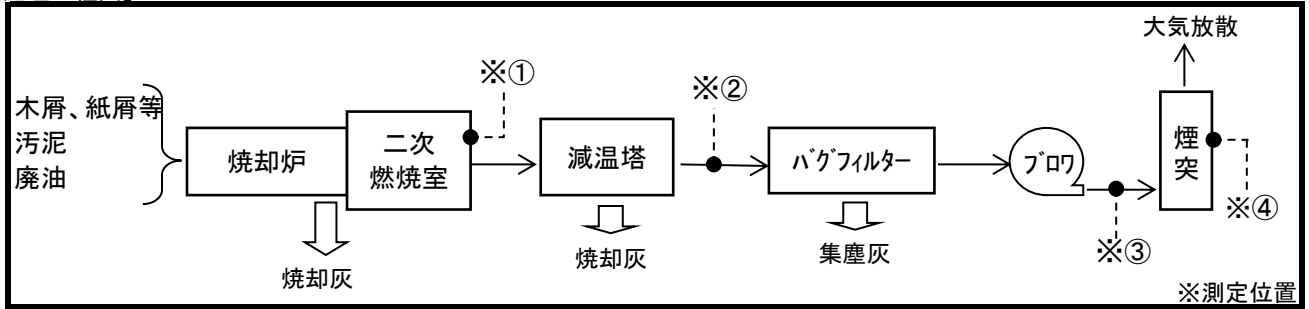 大気放散
※①
※②
木屑、紙屑等
汚泥
廃油
焼却炉
二次
燃焼室
減温塔
ﾊﾞｸﾞﾌｨﾙﾀｰ
ﾌﾞﾛﾜ
煙
突
※④
※③
焼却灰
焼却灰
集塵灰
※測定位置